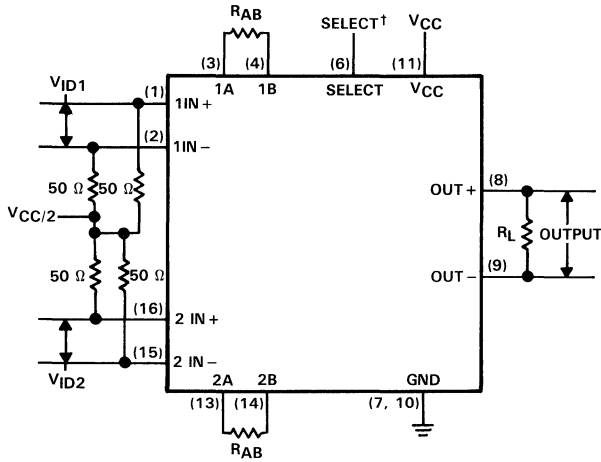 RAB
SELECT† VCC
(3) (4) (6) (11)
1A 1B SELECT VCC
VID1
(1) 1IN+
(2) 1IN−
50 Ω 50 Ω
VCC/2
(8) OUT+
RL OUTPUT
(9) OUT−
50 Ω 50 Ω
(16) 2 IN+
(15) 2 IN−
VID2
2A 2B GND
(13) (14) (7, 10)
RAB